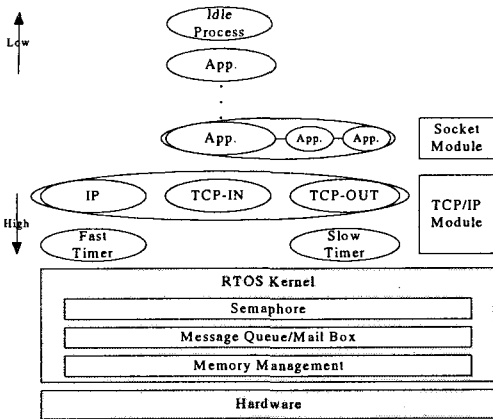 Idle
Process
Low
App.
App.
App.
App.
Socket
Module
IP
TCP-IN
TCP-OUT
TCP/IP
Module
High
Fast
Timer
Slow
Timer
RTOS Kernel
Semaphore
Message Queue/Mail Box
Memory Management
Hardware